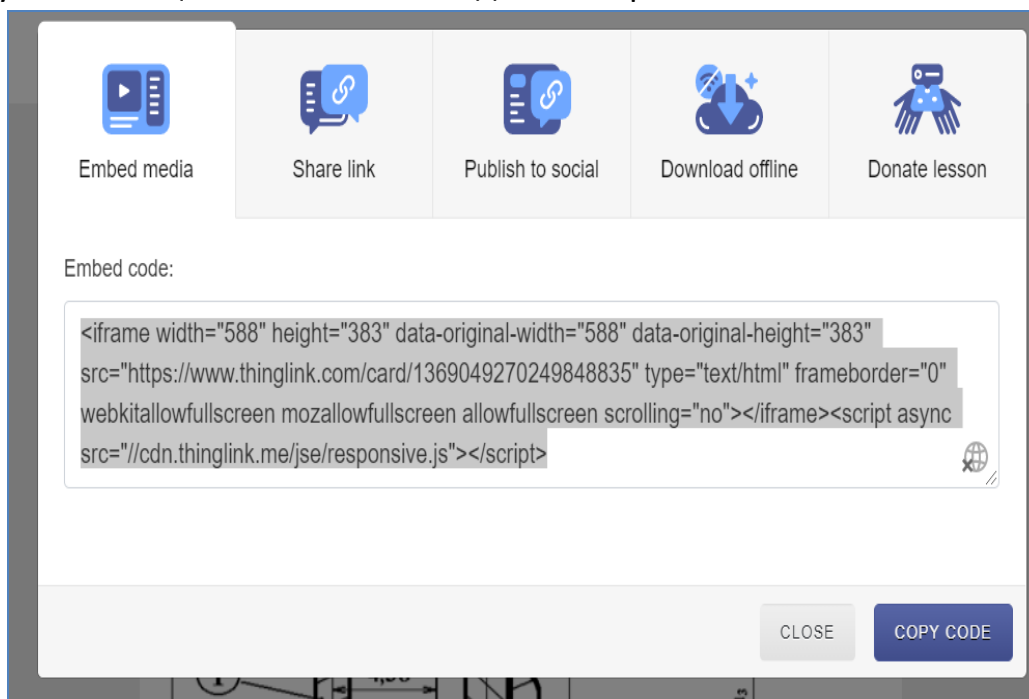 Embed media
Share link
Publish to social
Download offline
Donate lesson
Embed code:
<iframe width="588" height="383" data-original-width="588" data-original-height="383"
src="https://www.thinglink.com/card/1369049270249848835" type="text/html" frameborder="0"
webkitallowfullscreen mozallowfullscreen allowfullscreen scrolling="no"></iframe><script async
src="//cdn.thinglink.me/jse/responsive.js"></script>
CLOSE
COPY CODE